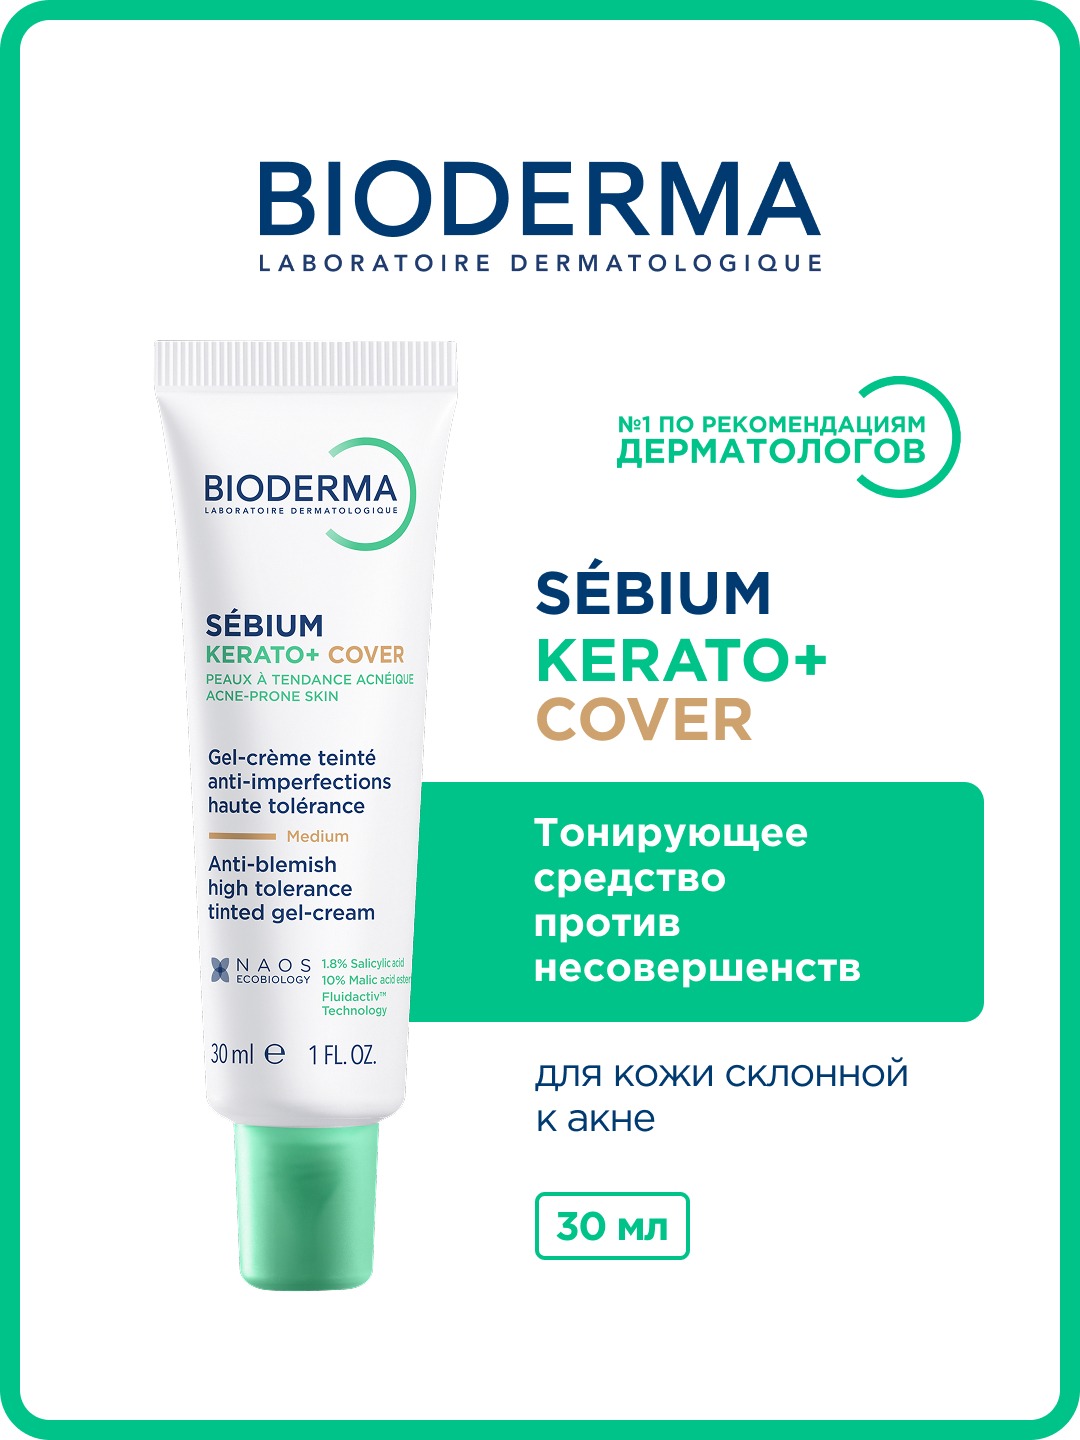 BIODERMA
LABORATOIRE DERMATOLOGIQUE
№1 ПО РЕКОМЕНДАЦИЯМ
ДЕРМАТОЛОГОВ
BIODERMA
LABORATOIRE DERMATOLOGIQUE
SÉBIUM
KERATO+ COVER
PEAUX À TENDANCE ACNÉIQUE
ACNE-PRONE SKIN
Gel-crème teinté
anti-imperfections
haute tolérance
Medium
Anti-blemish
high tolerance
tinted gel-cream
NAOS
ECOBIOLOGY
1.8% Salicylic acid
10% Malic acid ester
Fluidactiv™
Technology
30 ml ℮ 1 FL. OZ.
SÉBIUM
KERATO+
COVER
Тонирующее
средство
против
несовершенств
для кожи склонной
к акне
30 мл